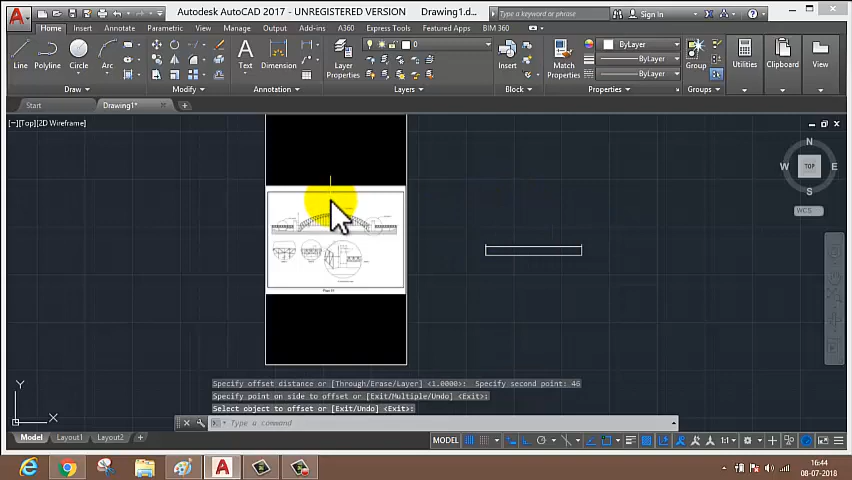 Autodesk AutoCAD 2017 - UNREGISTERED VERSION Drawing1.d... Type a keyword or phrase Sign In
Home Insert Annotate Parametric View Manage Output Add-ins A360 Express Tools Featured Apps BIM 360
Line Polyline Circle Arc
Text Dimension
Layer Properties
0
Insert
Match Properties
ByLayer
ByLayer
ByLayer
Group
Utilities Clipboard View
Draw Modify Annotation Layers Block Properties Groups
Start Drawing1*
[−][Top][2D Wireframe]
N
W TOP E
S
WCS
Y
X
Specify offset distance or [Through/Erase/Layer] <1.0000>: Specify second point: 46
Specify point on side to offset or [Exit/Multiple/Undo] <Exit>:
Select object to offset or [Exit/Undo] <Exit>:
Type a command
Model Layout1 Layout2 MODEL 1:1
16:44
08-07-2018